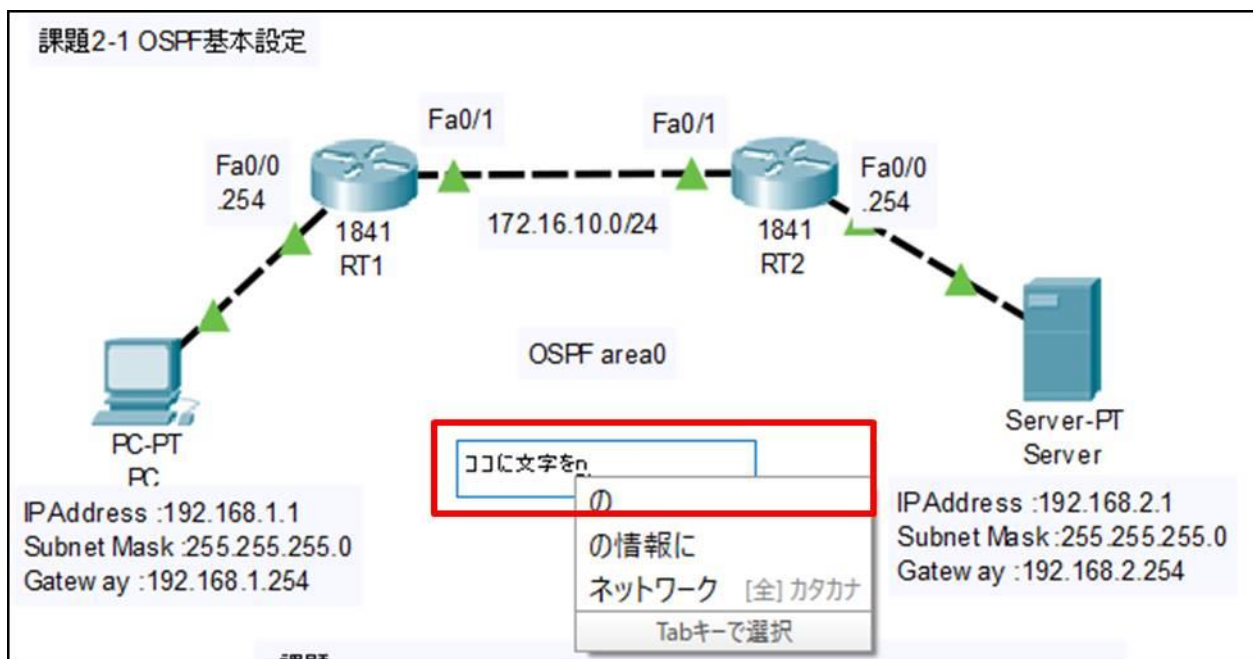 課題2-1 OSPF基本設定
Fa0/1
Fa0/1
Fa0/0
.254
Fa0/0
.254
172.16.10.0/24
1841
RT1
1841
RT2
OSPF area0
PC-PT
PC
Server-PT
Server
ココに文字をn
の
の情報に
ネットワーク [全] カタカナ
Tabキーで選択
IPAddress :192.168.1.1
Subnet Mask :255.255.255.0
Gateway :192.168.1.254
IPAddress :192.168.2.1
Subnet Mask :255.255.255.0
Gateway :192.168.2.254
課題